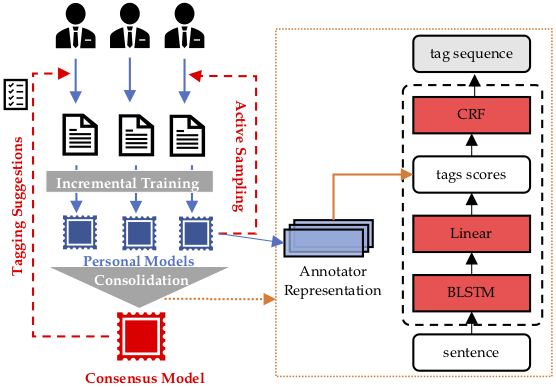 tag sequence
CRF
tags scores
Linear
BLSTM
sentence
Tagging Suggestions
Active Sampling
Incremental Training
Personal Models
Consolidation
Annotator
Representation
Consensus Model